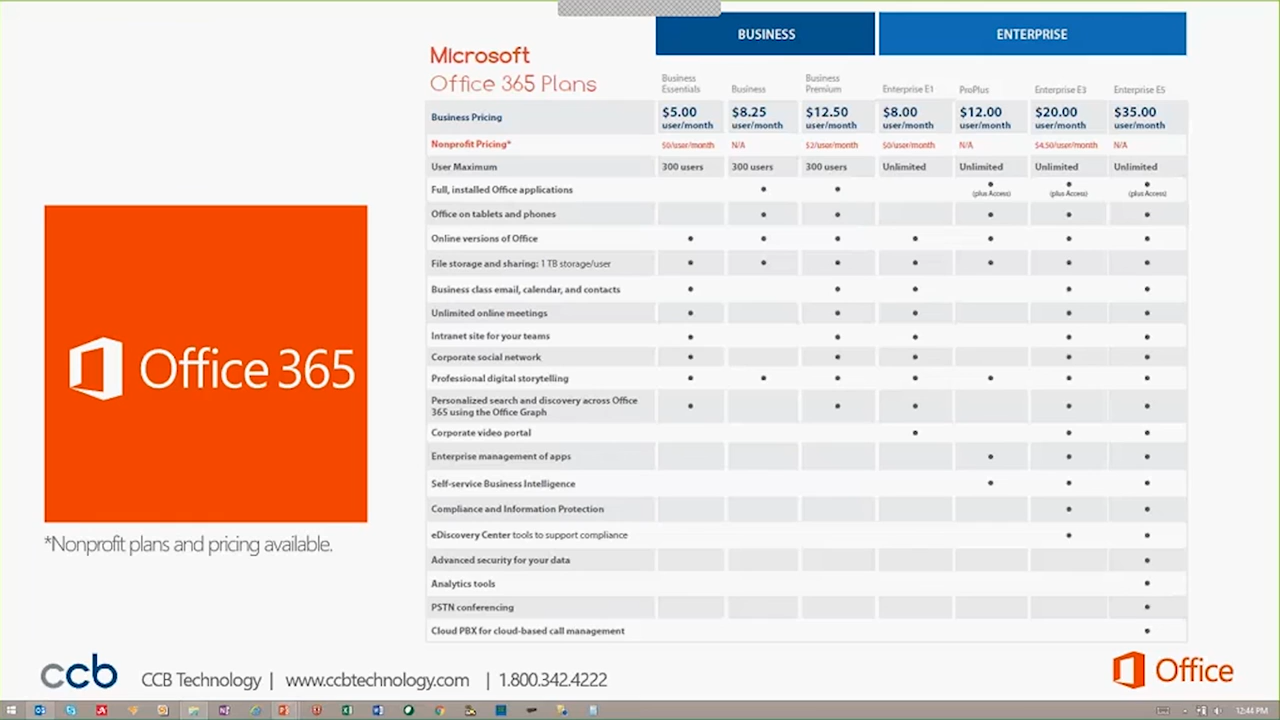 BUSINESS ENTERPRISE
Microsoft
Office 365 Plans
Business Essentials Business Business Premium Enterprise E1 ProPlus Enterprise E3 Enterprise E5
Business Pricing $5.00 user/month $8.25 user/month $12.50 user/month $8.00 user/month $12.00 user/month $20.00 user/month $35.00 user/month
Nonprofit Pricing* $0/user/month N/A $2/user/month $0/user/month N/A $4.50/user/month N/A
User Maximum 300 users 300 users 300 users Unlimited Unlimited Unlimited Unlimited
Full, installed Office applications • • • (plus Access) • (plus Access) • (plus Access)
Office on tablets and phones • • • • •
Online versions of Office • • • • • • •
File storage and sharing: 1 TB storage/user • • • • • • •
Business class email, calendar, and contacts • • • • •
Unlimited online meetings • • • • •
Intranet site for your teams • • • • •
Corporate social network • • • • •
Professional digital storytelling • • • • • • •
Personalized search and discovery across Office
365 using the Office Graph • • • • •
Corporate video portal • • •
Enterprise management of apps • • •
Self-service Business Intelligence • • •
Compliance and Information Protection • •
eDiscovery Center tools to support compliance • •
Advanced security for your data •
Analytics tools •
PSTN conferencing •
Cloud PBX for cloud-based call management •
Office 365
*Nonprofit plans and pricing available.
ccb CCB Technology | www.ccbtechnology.com | 1.800.342.4222
Office
12:44 PM